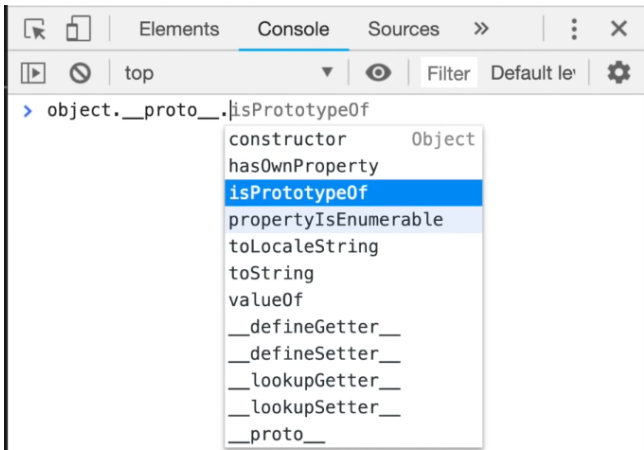 Elements Console Sources »
top Filter Default le
> object.__proto__.isPrototypeOf
constructor Object
hasOwnProperty
isPrototypeOf
propertyIsEnumerable
toLocaleString
toString
valueOf
__defineGetter__
__defineSetter__
__lookupGetter__
__lookupSetter__
__proto__